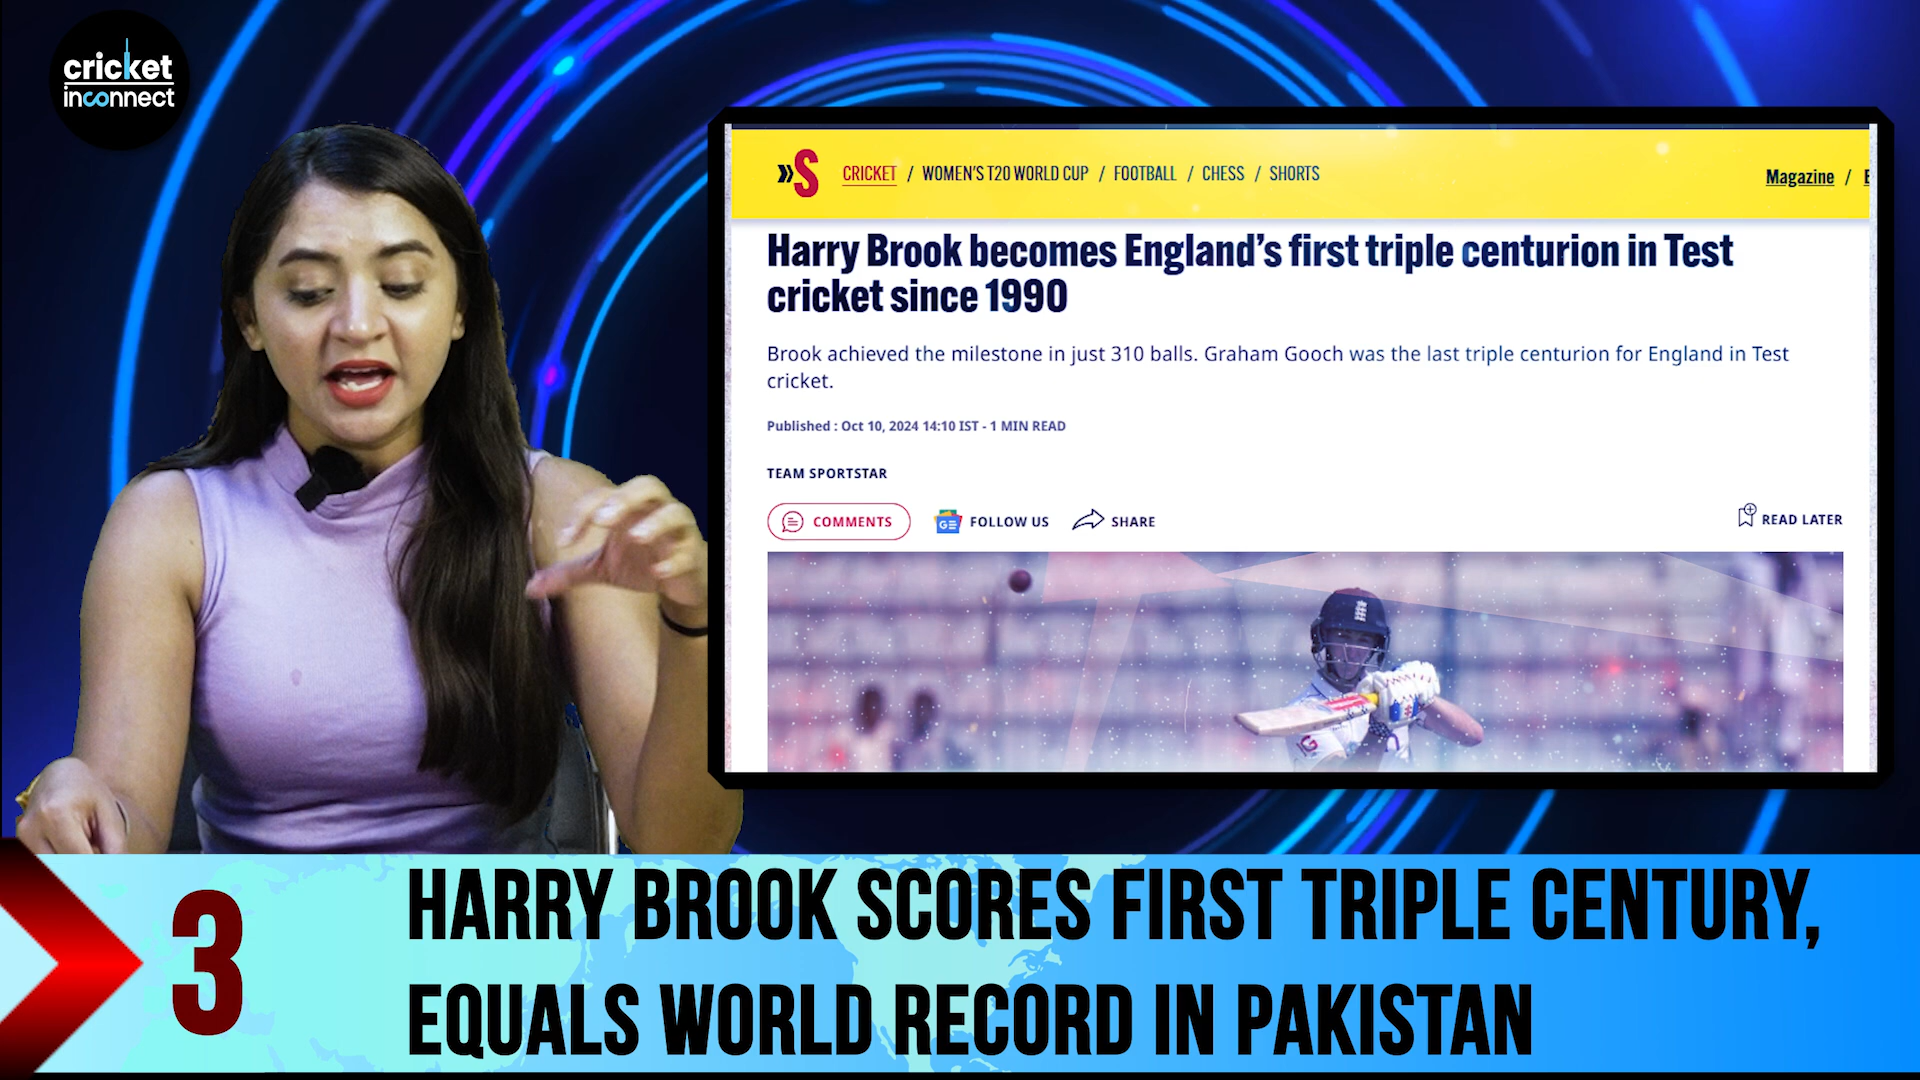 cricket
inconnect
»S CRICKET / WOMEN'S T20 WORLD CUP / FOOTBALL / CHESS / SHORTS
Magazine /
Harry Brook becomes England's first triple centurion in Test
cricket since 1990
Brook achieved the milestone in just 310 balls. Graham Gooch was the last triple centurion for England in Test
cricket.
Published : Oct 10, 2024 14:10 IST - 1 MIN READ
TEAM SPORTSTAR
COMMENTS GE FOLLOW US SHARE READ LATER
3
HARRY BROOK SCORES FIRST TRIPLE CENTURY,
EQUALS WORLD RECORD IN PAKISTAN